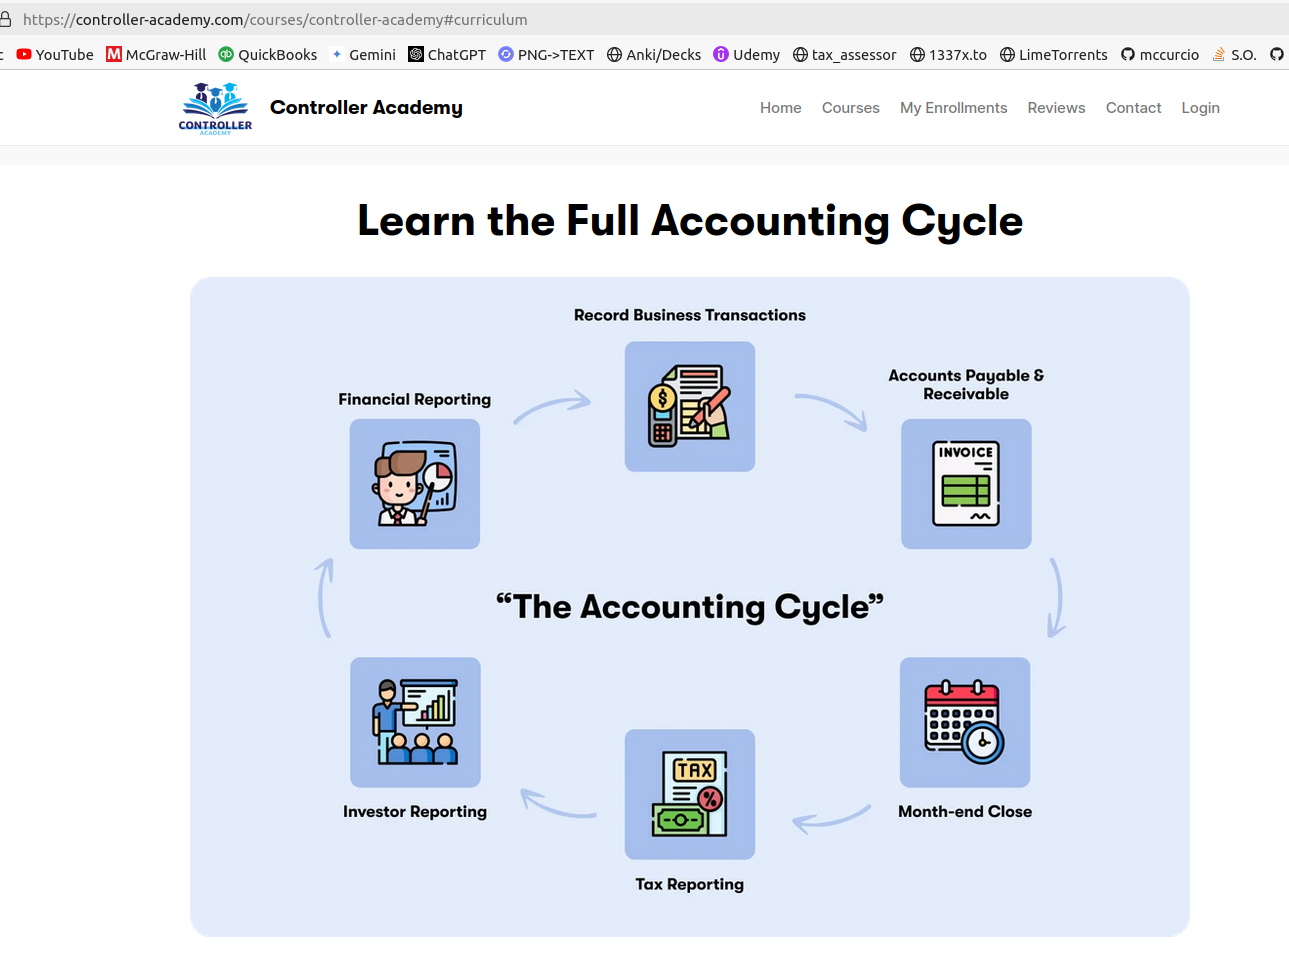 https://controller-academy.com/courses/controller-academy#curriculum
c YouTube McGraw-Hill QuickBooks Gemini ChatGPT PNG->TEXT Anki/Decks Udemy tax_assessor 1337x.to LimeTorrents mccurcio S.O.
CONTROLLER
ACADEMY
Controller Academy
Home Courses My Enrollments Reviews Contact Login
Learn the Full Accounting Cycle
Record Business Transactions
Accounts Payable &
Receivable
Financial Reporting
INVOICE
“The Accounting Cycle”
TAX
%
Investor Reporting
Month-end Close
Tax Reporting